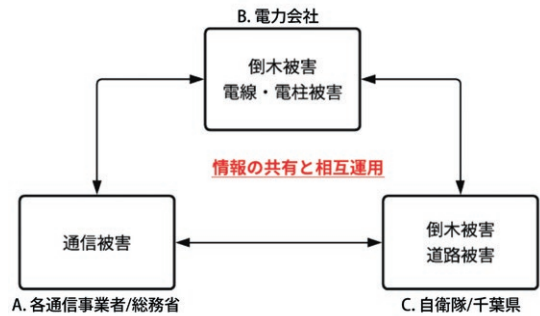 B. 電力会社
倒木被害
電線・電柱被害
情報の共有と相互運用
通信被害
倒木被害
道路被害
A. 各通信事業者/総務省
C. 自衛隊/千葉県